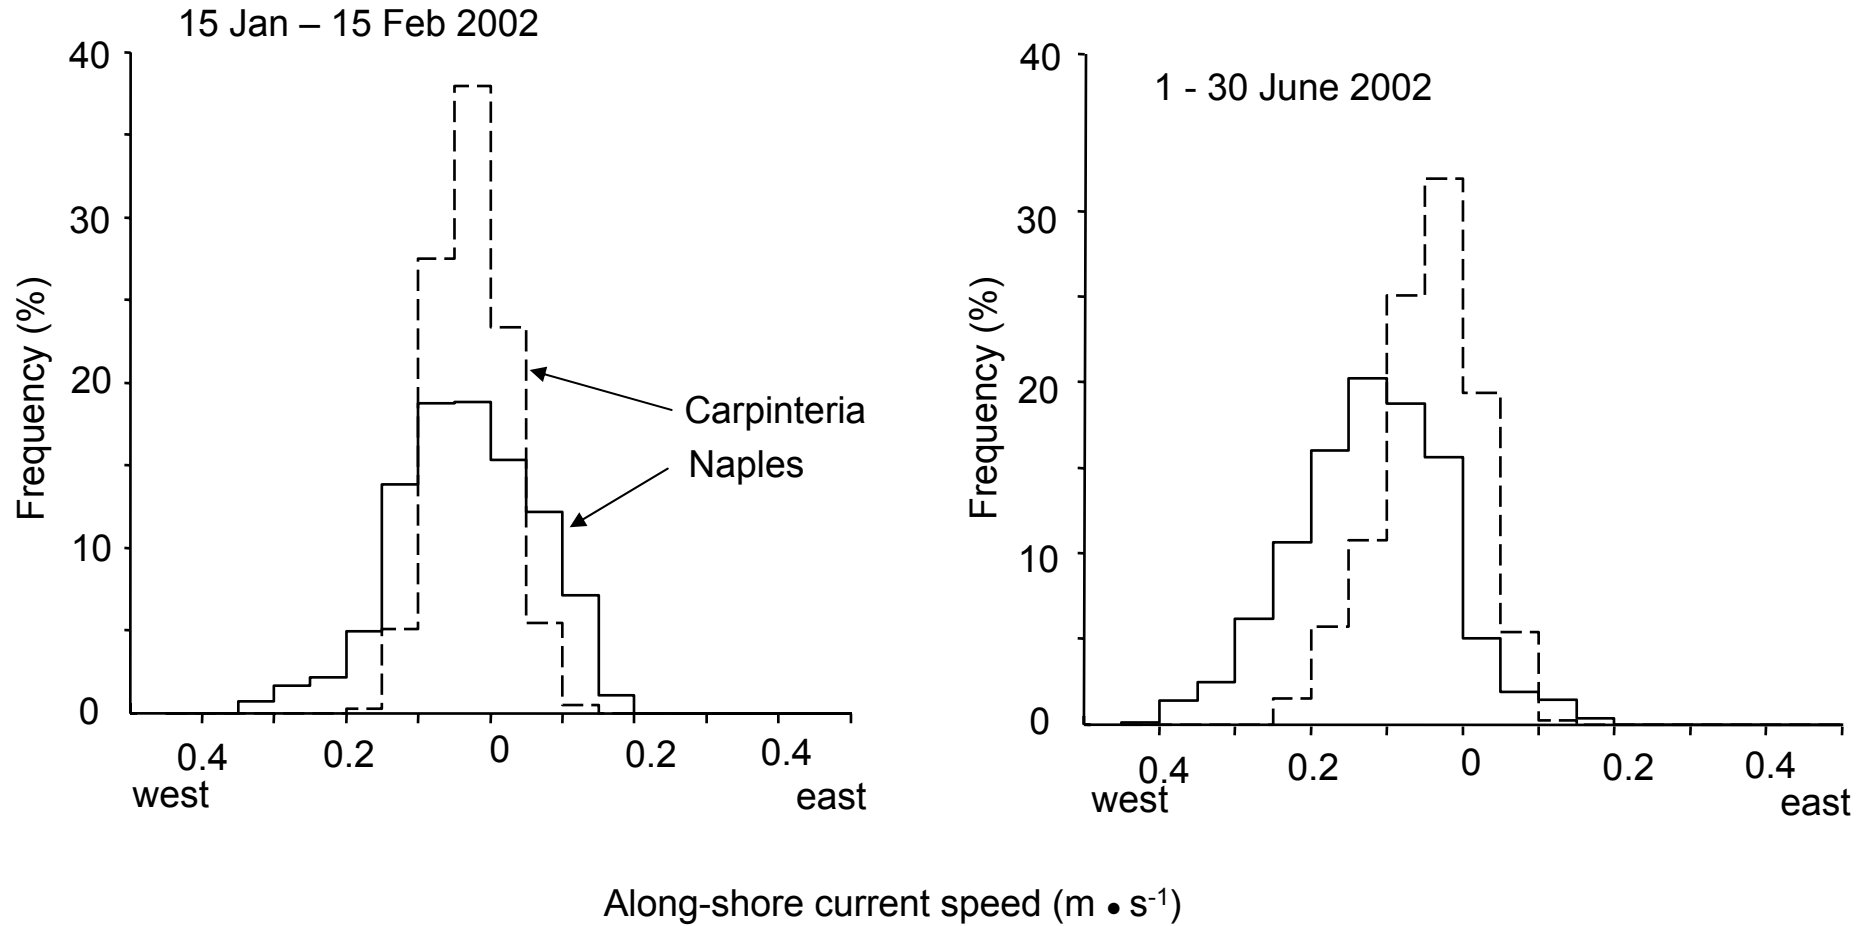 15 Jan – 15 Feb 2002
40
30
20
10
0
Frequency (%)
Carpinteria
Naples
0.4
0.2
0
0.2
0.4
west
east
1 - 30 June 2002
40
30
20
10
0
Frequency (%)
0.4
0.2
0
0.2
0.4
west
east
Along-shore current speed (m • s⁻¹)